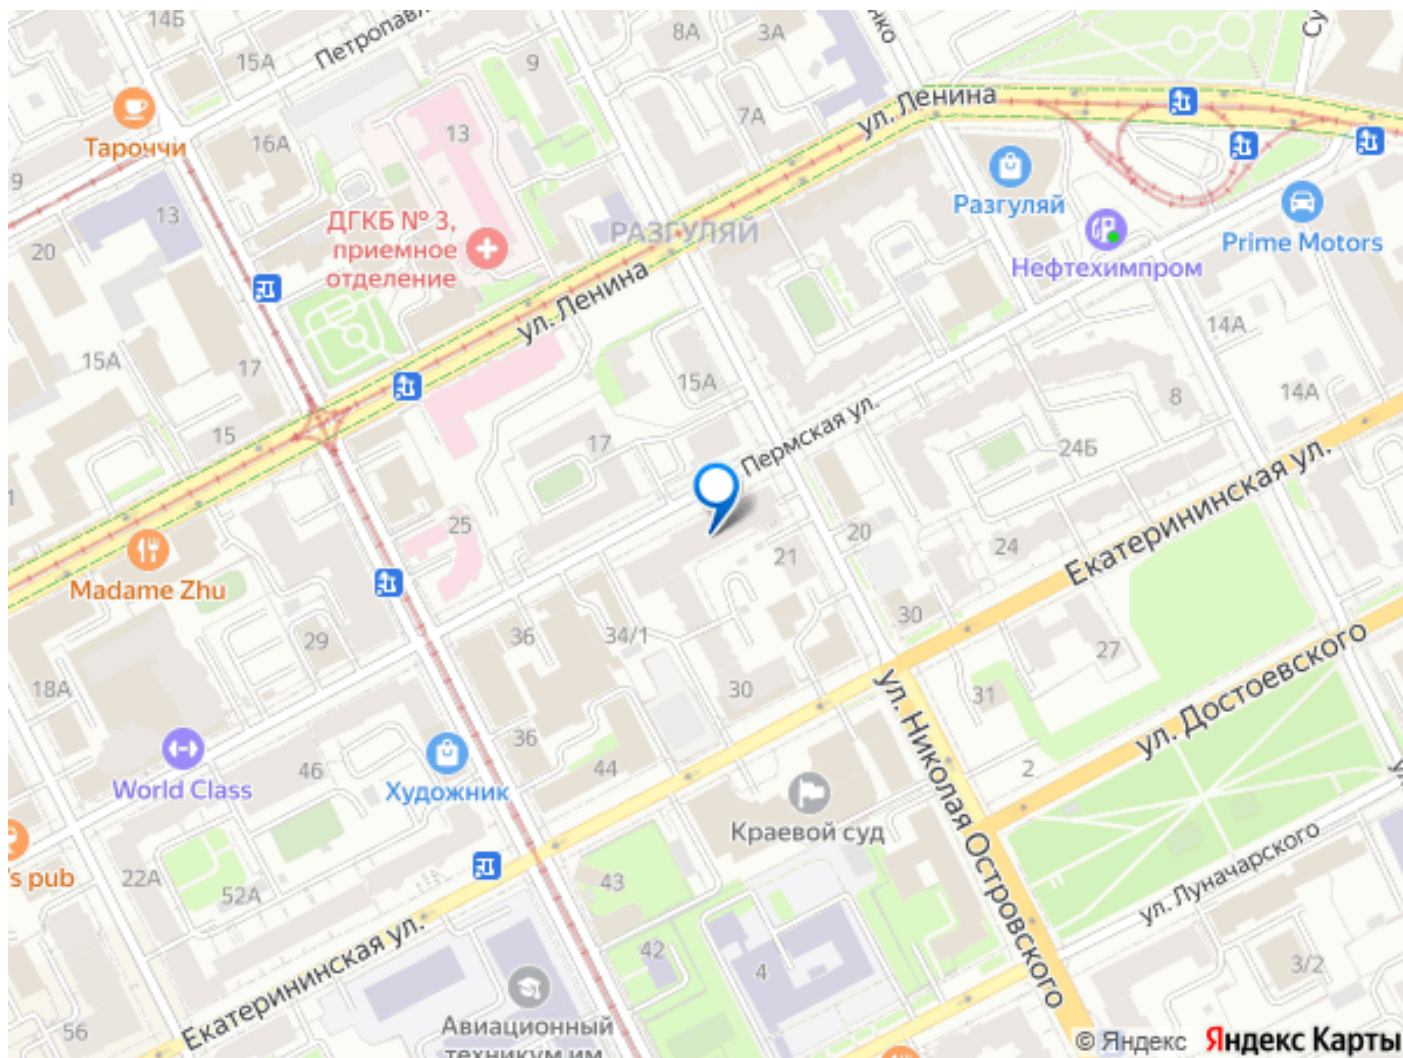 14Б
Петропавл
8А
3А
нко
15А
9
Тароччи
16А
13
7А
ул. Ленина
9
13
ДГКБ № 3,
приемное
отделение
РАЗГУЛЯЙ
Разгуляй
Нефтехимпром
Prime Motors
20
ул. Ленина
15А
17
15А
14А
14А
8
15
17
Пермская ул.
24Б
Екатерининская ул.
25
Madame Zhu
21
20
24
29
36
34/1
30
27
18А
30
31
ул. Достоевского
World Class
46
Художник
36
44
2
Краевой суд
ул. Николая Островского
's pub
22А
52А
43
ул. Луначарского
Екатерининская ул.
42
4
3/2
56
Авиационный
техникум им
© Яндекс Яндекс Карты